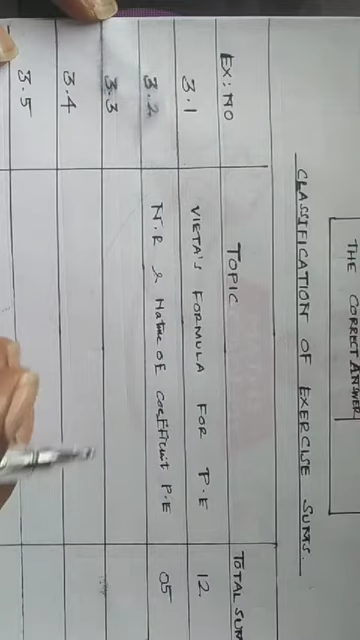 THE CORRECT ANSWER
CLASSIFICATION OF EXERCISE SUMS.
EX: NO TOPIC TOTAL SUM
3.1 VIETA'S FORMULA FOR P.E 12.
3.2 N.R & Nature OF COEFFICIENT P.E 05
3.3
3.4
3.5